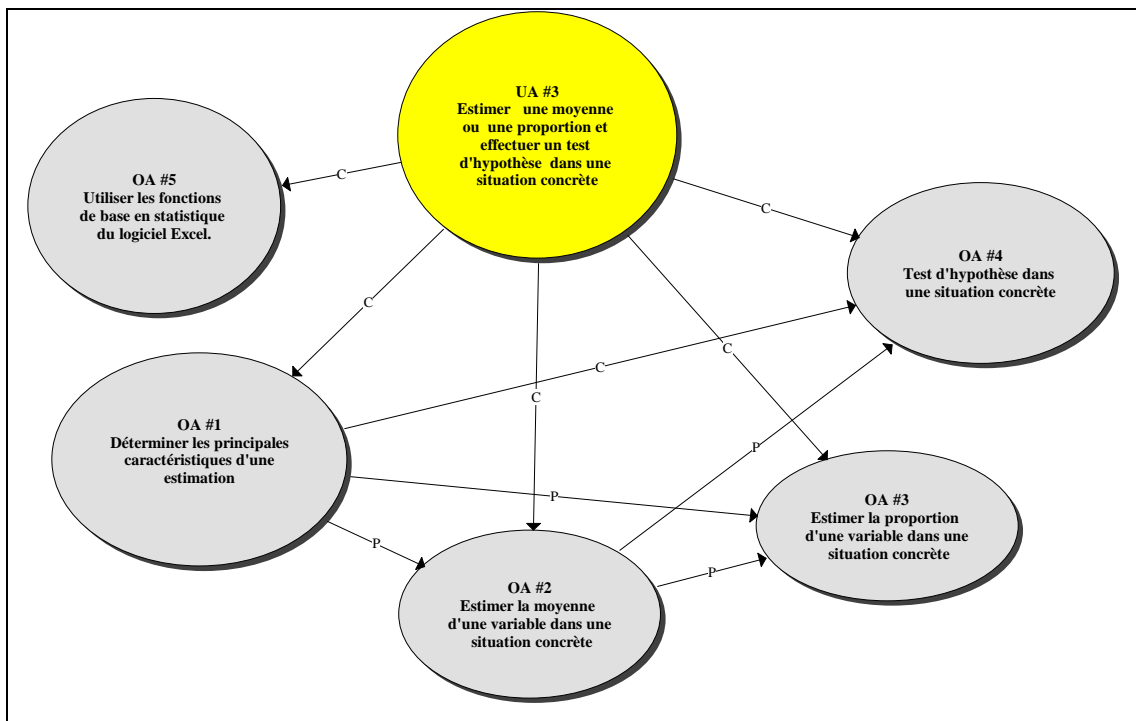 UA #3
Estimer une moyenne
ou une proportion et
effectuer un test
d'hypothèse dans une
situation concrète
OA #5
Utiliser les fonctions
de base en statistique
du logiciel Excel.
C
C
OA #4
Test d'hypothèse dans
une situation concrète
C
C
C
C
OA #1
Déterminer les principales
caractéristiques d'une
estimation
P
P
OA #3
Estimer la proportion
d'une variable dans une
situation concrète
P
P
OA #2
Estimer la moyenne
d'une variable dans une
situation concrète